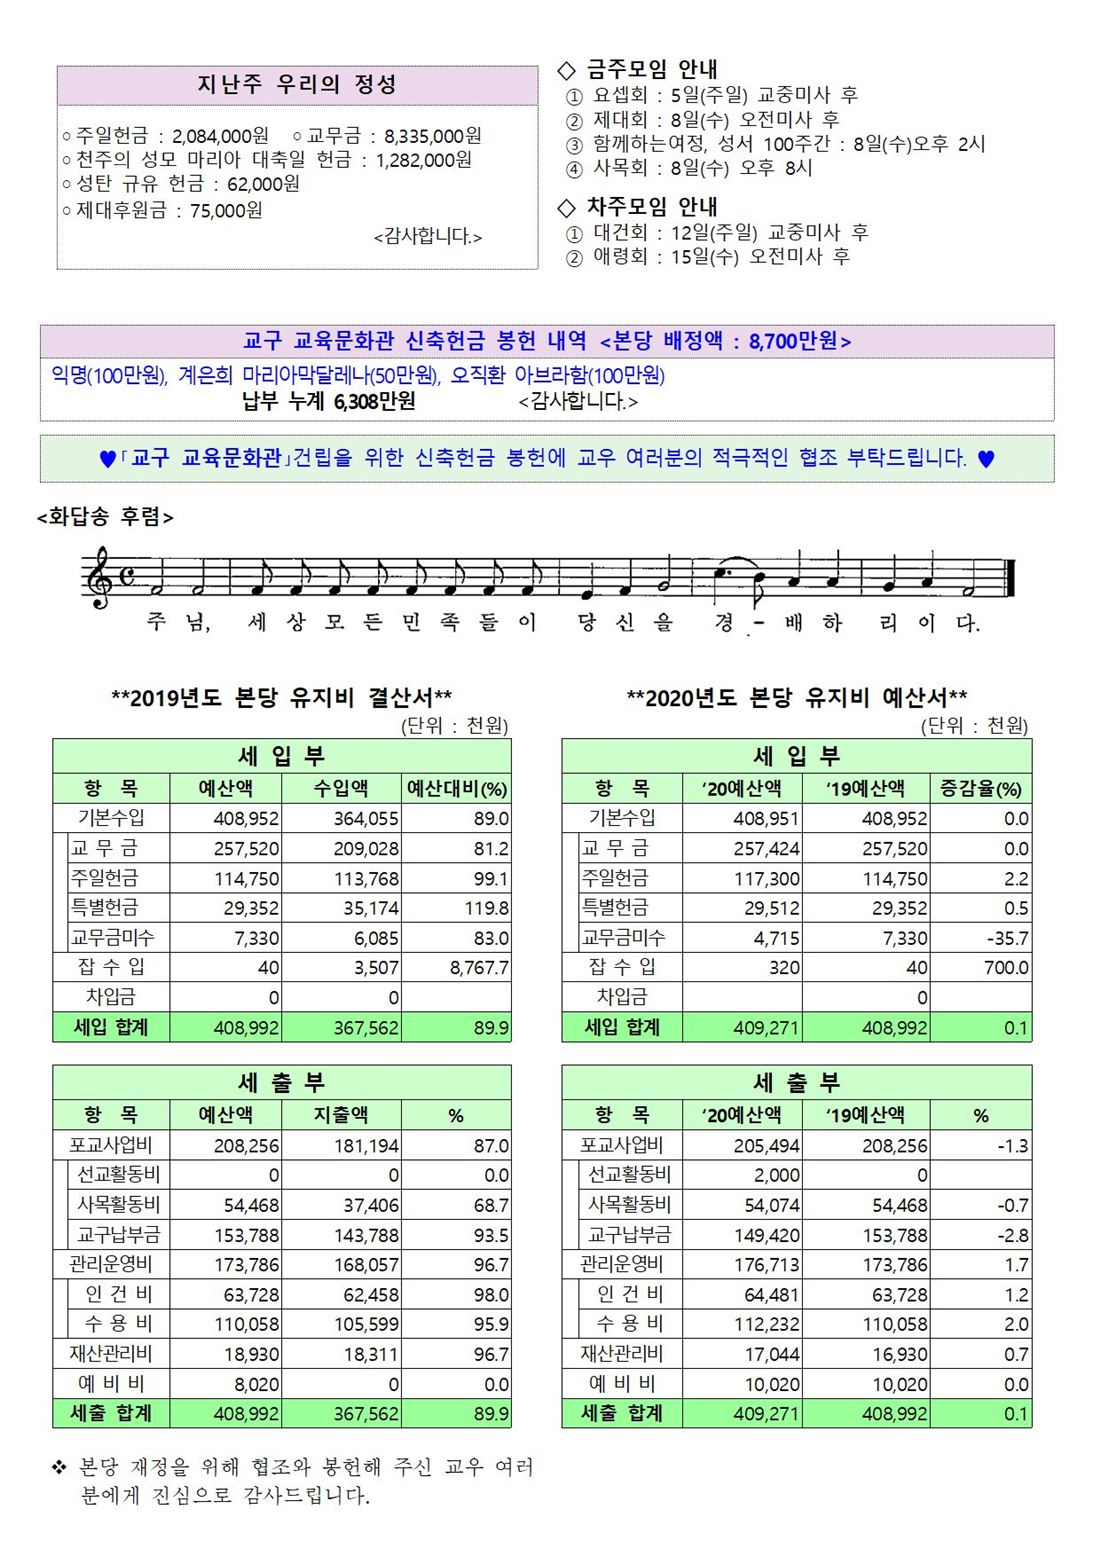 지난주 우리의 정성
○ 주일헌금 : 2,084,000원 ○ 교무금 : 8,335,000원
○ 천주의 성모 마리아 대축일 헌금 : 1,282,000원
○ 성탄 규유 헌금 : 62,000원
○ 제대후원금 : 75,000원
<감사합니다.>
◇ 금주모임 안내
① 요셉회 : 5일(주일) 교중미사 후
② 제대회 : 8일(수) 오전미사 후
③ 함께하는여정, 성서 100주간 : 8일(수)오후 2시
④ 사목회 : 8일(수) 오후 8시
◇ 차주모임 안내
① 대건회 : 12일(주일) 교중미사 후
② 애령회 : 15일(수) 오전미사 후
교구 교육문화관 신축헌금 봉헌 내역 <본당 배정액 : 8,700만원>
익명(100만원), 계은희 마리아막달레나(50만원), 오직환 아브라함(100만원)
납부 누계 6,308만원 <감사합니다.>
♥「교구 교육문화관」건립을 위한 신축헌금 봉헌에 교우 여러분의 적극적인 협조 부탁드립니다. ♥
<화답송 후렴>
주 님, 세 상 모 든 민 족 들 이 당 신 을 경 - 배 하 리 이 다.
**2019년도 본당 유지비 결산서**
(단위 : 천원)
세 입 부
항 목 예산액 수입액 예산대비(%)
기본수입 408,952 364,055 89.0
교 무 금 257,520 209,028 81.2
주일헌금 114,750 113,768 99.1
특별헌금 29,352 35,174 119.8
교무금미수 7,330 6,085 83.0
잡 수 입 40 3,507 8,767.7
차입금 0 0
세입 합계 408,992 367,562 89.9
세 출 부
항 목 예산액 지출액 %
포교사업비 208,256 181,194 87.0
선교활동비 0 0 0.0
사목활동비 54,468 37,406 68.7
교구납부금 153,788 143,788 93.5
관리운영비 173,786 168,057 96.7
인 건 비 63,728 62,458 98.0
수 용 비 110,058 105,599 95.9
재산관리비 18,930 18,311 96.7
예 비 비 8,020 0 0.0
세출 합계 408,992 367,562 89.9
**2020년도 본당 유지비 예산서**
(단위 : 천원)
세 입 부
항 목 ‘20예산액 ‘19예산액 증감율(%)
기본수입 408,951 408,952 0.0
교 무 금 257,424 257,520 0.0
주일헌금 117,300 114,750 2.2
특별헌금 29,512 29,352 0.5
교무금미수 4,715 7,330 -35.7
잡 수 입 320 40 700.0
차입금 0
세입 합계 409,271 408,992 0.1
세 출 부
항 목 ‘20예산액 ‘19예산액 %
포교사업비 205,494 208,256 -1.3
선교활동비 2,000 0
사목활동비 54,074 54,468 -0.7
교구납부금 149,420 153,788 -2.8
관리운영비 176,713 173,786 1.7
인 건 비 64,481 63,728 1.2
수 용 비 112,232 110,058 2.0
재산관리비 17,044 16,930 0.7
예 비 비 10,020 10,020 0.0
세출 합계 409,271 408,992 0.1
❖ 본당 재정을 위해 협조와 봉헌해 주신 교우 여러
분에게 진심으로 감사드립니다.